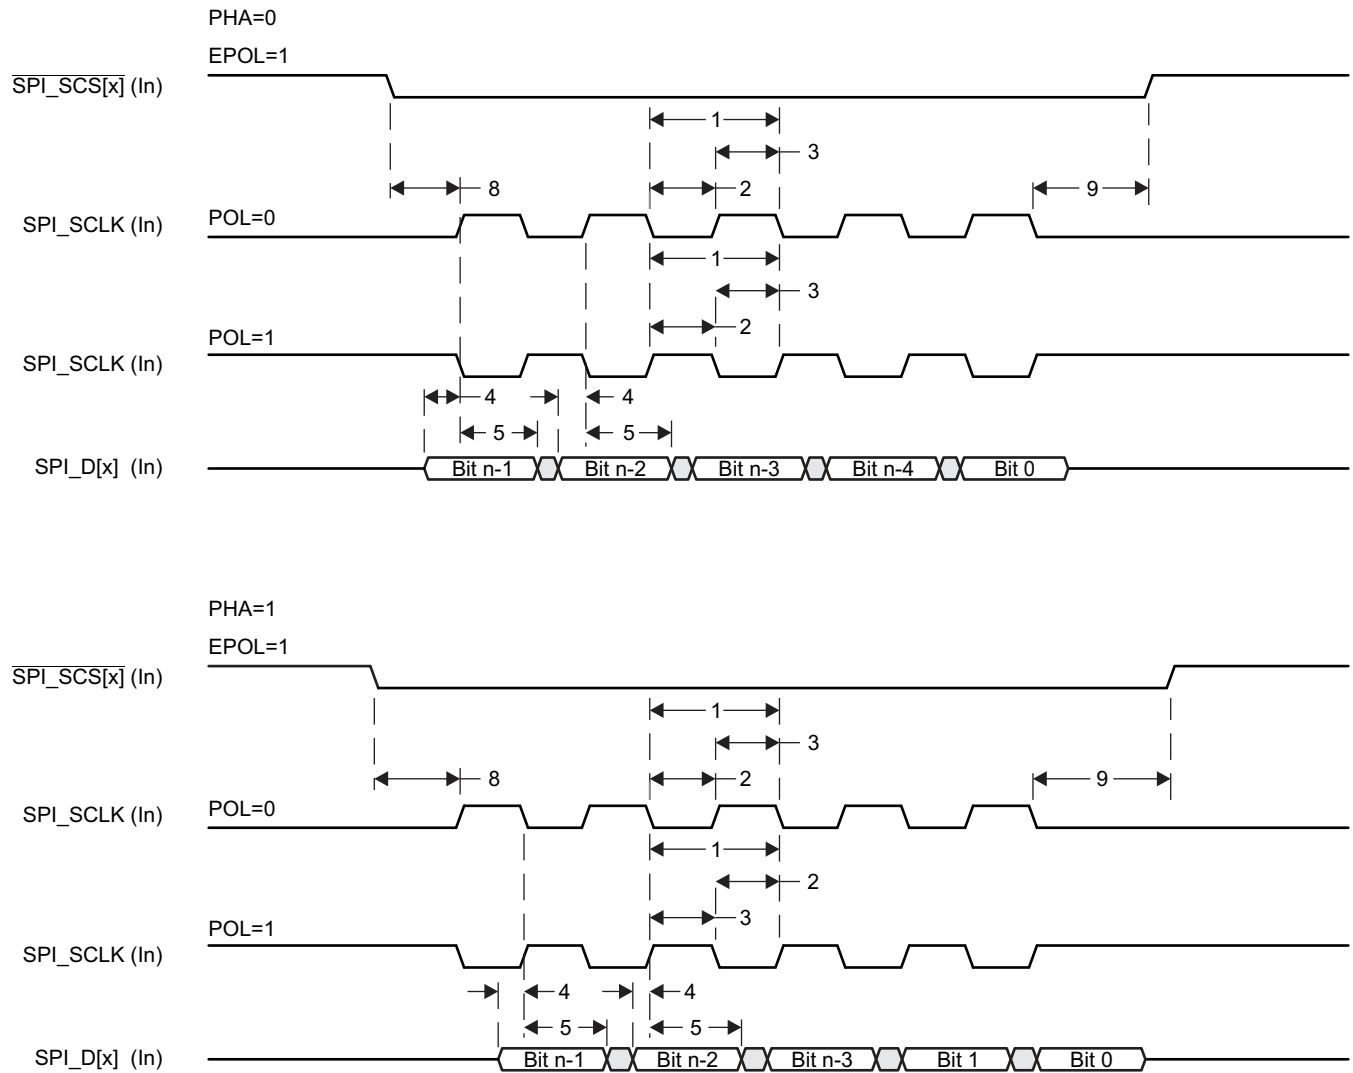 PHA=0
EPOL=1
SPI_SCS[x] (In)
1
3
8
2
9
SPI_SCLK (In)
POL=0
1
3
2
POL=1
SPI_SCLK (In)
4
4
5
5
SPI_D[x] (In)
Bit n-1
Bit n-2
Bit n-3
Bit n-4
Bit 0
PHA=1
EPOL=1
SPI_SCS[x] (In)
1
3
8
2
9
SPI_SCLK (In)
POL=0
1
2
3
POL=1
SPI_SCLK (In)
4
4
5
5
SPI_D[x] (In)
Bit n-1
Bit n-2
Bit n-3
Bit 1
Bit 0